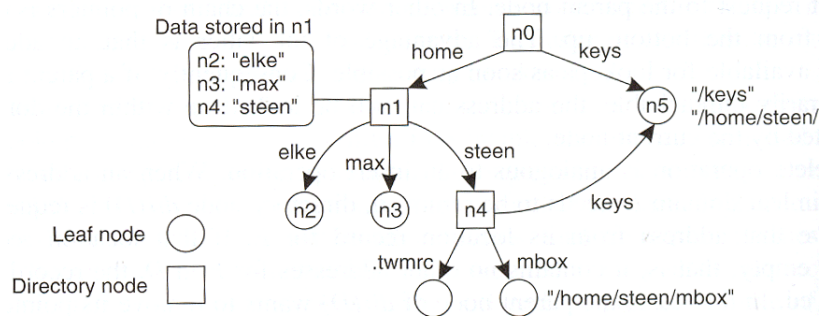 Data stored in n1
n2: "elke"
n3: "max"
n4: "steen"
n0
home
keys
n1
n5
"/keys"
"/home/steen/
elke
max
steen
n2
n3
n4
keys
Leaf node
.twmrc
mbox
Directory node
"/home/steen/mbox"